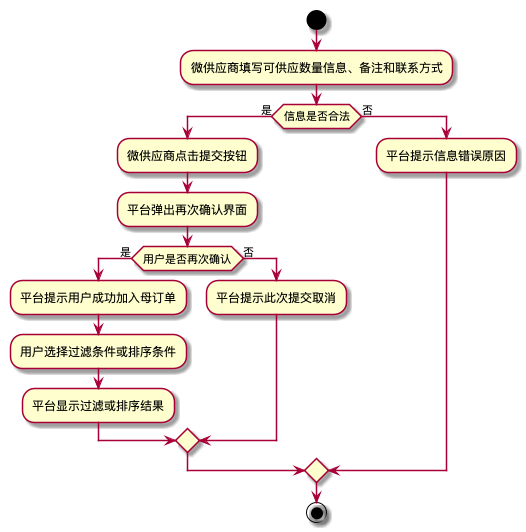 微供应商填写可供应数量信息、备注和联系方式
是
信息是否合法
否
微供应商点击提交按钮
平台提示信息错误原因
平台弹出再次确认界面
是
用户是否再次确认
否
平台提示用户成功加入母订单
平台提示此次提交取消
用户选择过滤条件或排序条件
平台显示过滤或排序结果